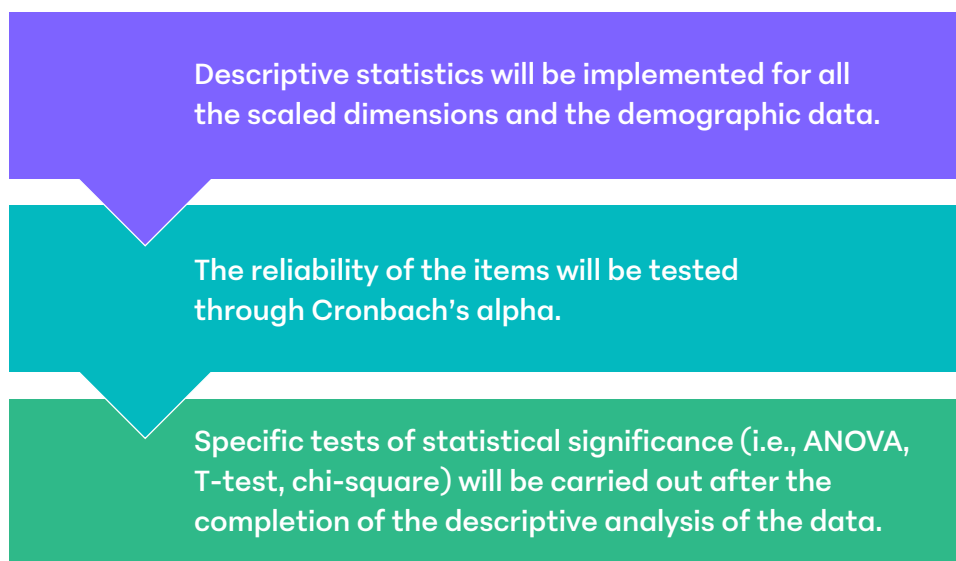 Descriptive statistics will be implemented for all
the scaled dimensions and the demographic data.
The reliability of the items will be tested
through Cronbach’s alpha.
Specific tests of statistical significance (i.e., ANOVA,
T-test, chi-square) will be carried out after the
completion of the descriptive analysis of the data.